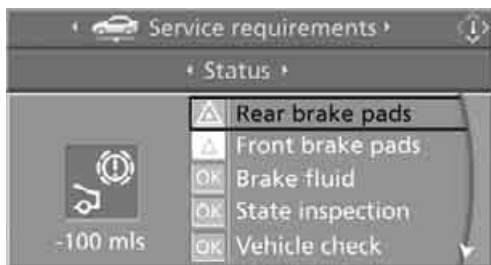 Service requirements
Status
Rear brake pads
Front brake pads
OK Brake fluid
OK State inspection
-100 mls OK Vehicle check